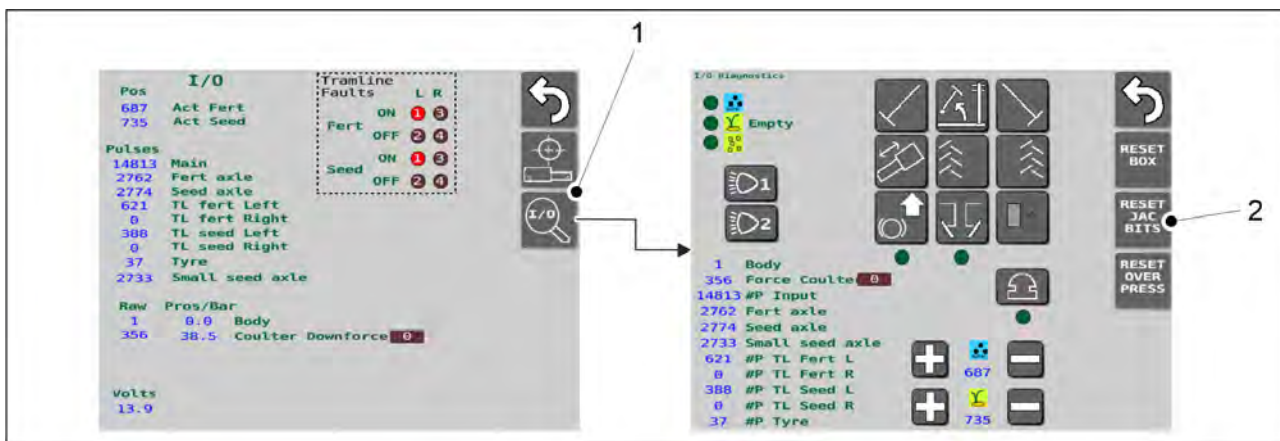 1
I/O
Pos
687 Act Fert
735 Act Seed
Tramline
Faults L R
Fert
ON 1 3
OFF 2 4
Seed
ON 1 3
OFF 2 4
Pulses
14813 Main
2762 Fert axle
2774 Seed axle
621 TL fert Left
0 TL fert Right
388 TL seed Left
0 TL seed Right
37 Tyre
2733 Small seed axle
Raw Pros/Bar
1 0.0 Body
356 38.5 Coulter Downforce 0
Volts
13.9
I/O
I/O Diagnostics
Empty
1
2
1 Body
356 Force Coulter 0
14813 #P Input
2762 Fert axle
2774 Seed axle
2733 Small seed axle
621 #P TL Fert L
0 #P TL Fert R
388 #P TL Seed L
0 #P TL Seed R
37 #P Tyre
687
735
RESET
BOX
RESET
JAC
BITS
RESET
OVER
PRESS
2